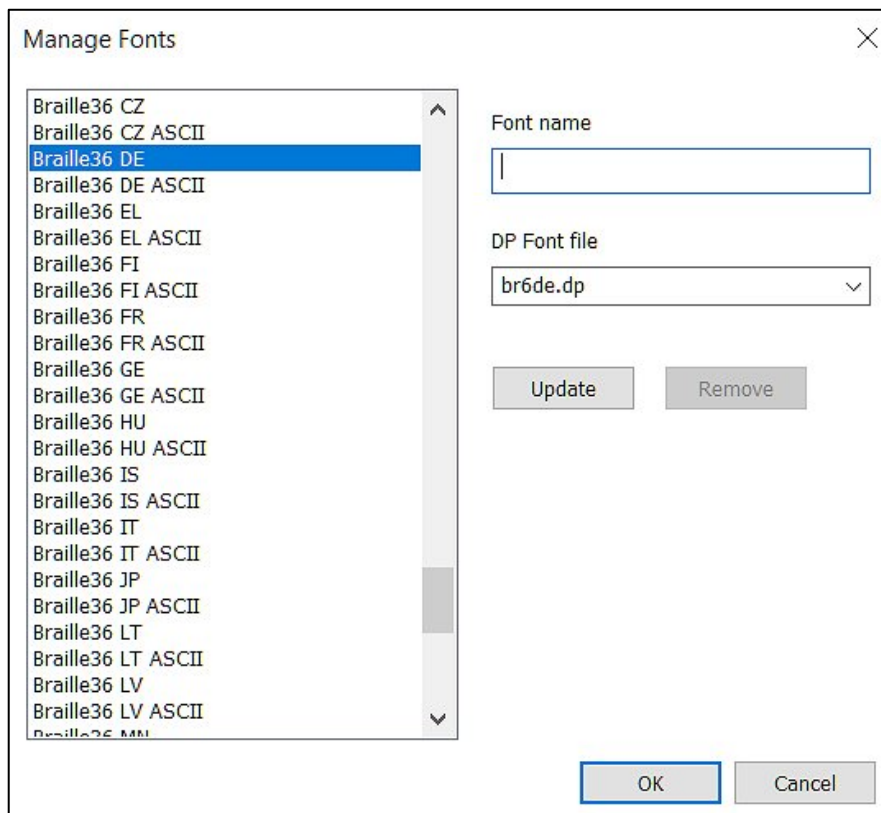 Manage Fonts
Braille36 CZ
Braille36 CZ ASCII
Braille36 DE
Braille36 DE ASCII
Braille36 EL
Braille36 EL ASCII
Braille36 FI
Braille36 FI ASCII
Braille36 FR
Braille36 FR ASCII
Braille36 GE
Braille36 GE ASCII
Braille36 HU
Braille36 HU ASCII
Braille36 IS
Braille36 IS ASCII
Braille36 IT
Braille36 IT ASCII
Braille36 JP
Braille36 JP ASCII
Braille36 LT
Braille36 LT ASCII
Braille36 LV
Braille36 LV ASCII
Braille36 MN
Font name
DP Font file
br6de.dp
Update Remove
OK Cancel